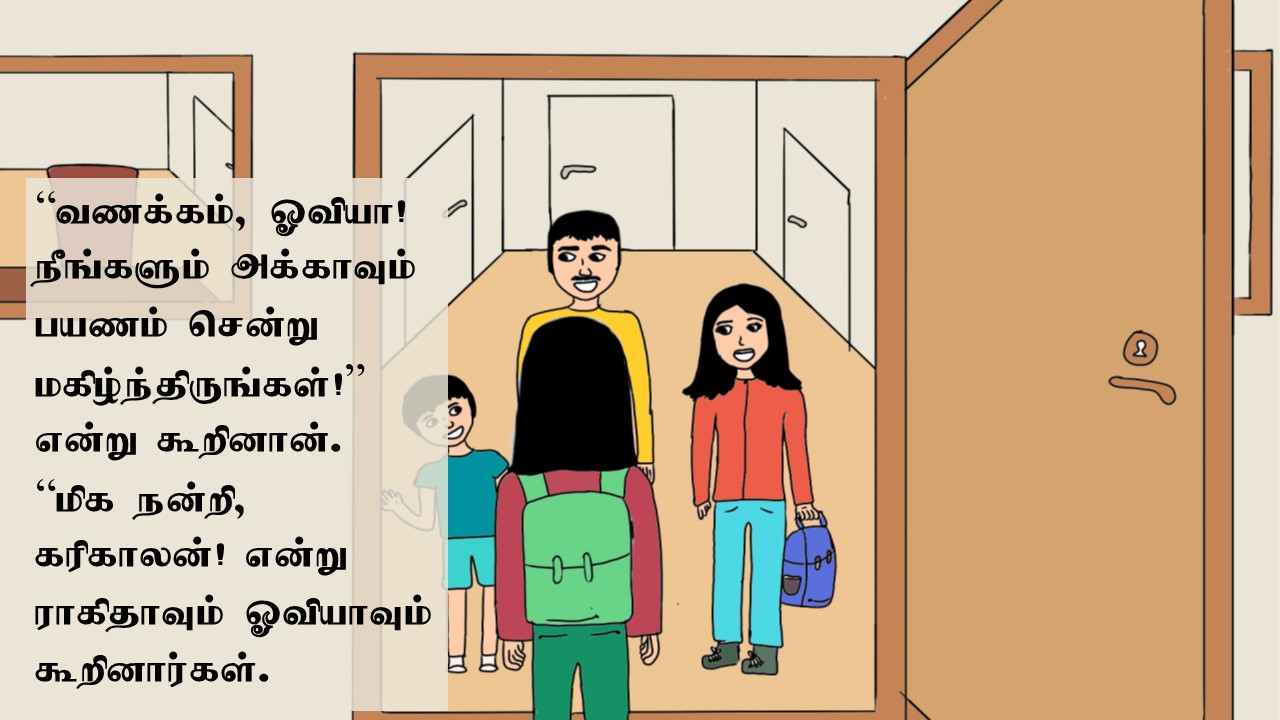 “வணக்கம், ஓவியா!
நீங்களும் அக்காவும்
பயணம் சென்று
மகிழ்ந்திருங்கள்!”
என்று கூறினான்.
“மிக நன்றி,
கரிகாலன்! என்று
ராகிதாவும் ஓவியாவும்
கூறினார்கள்.